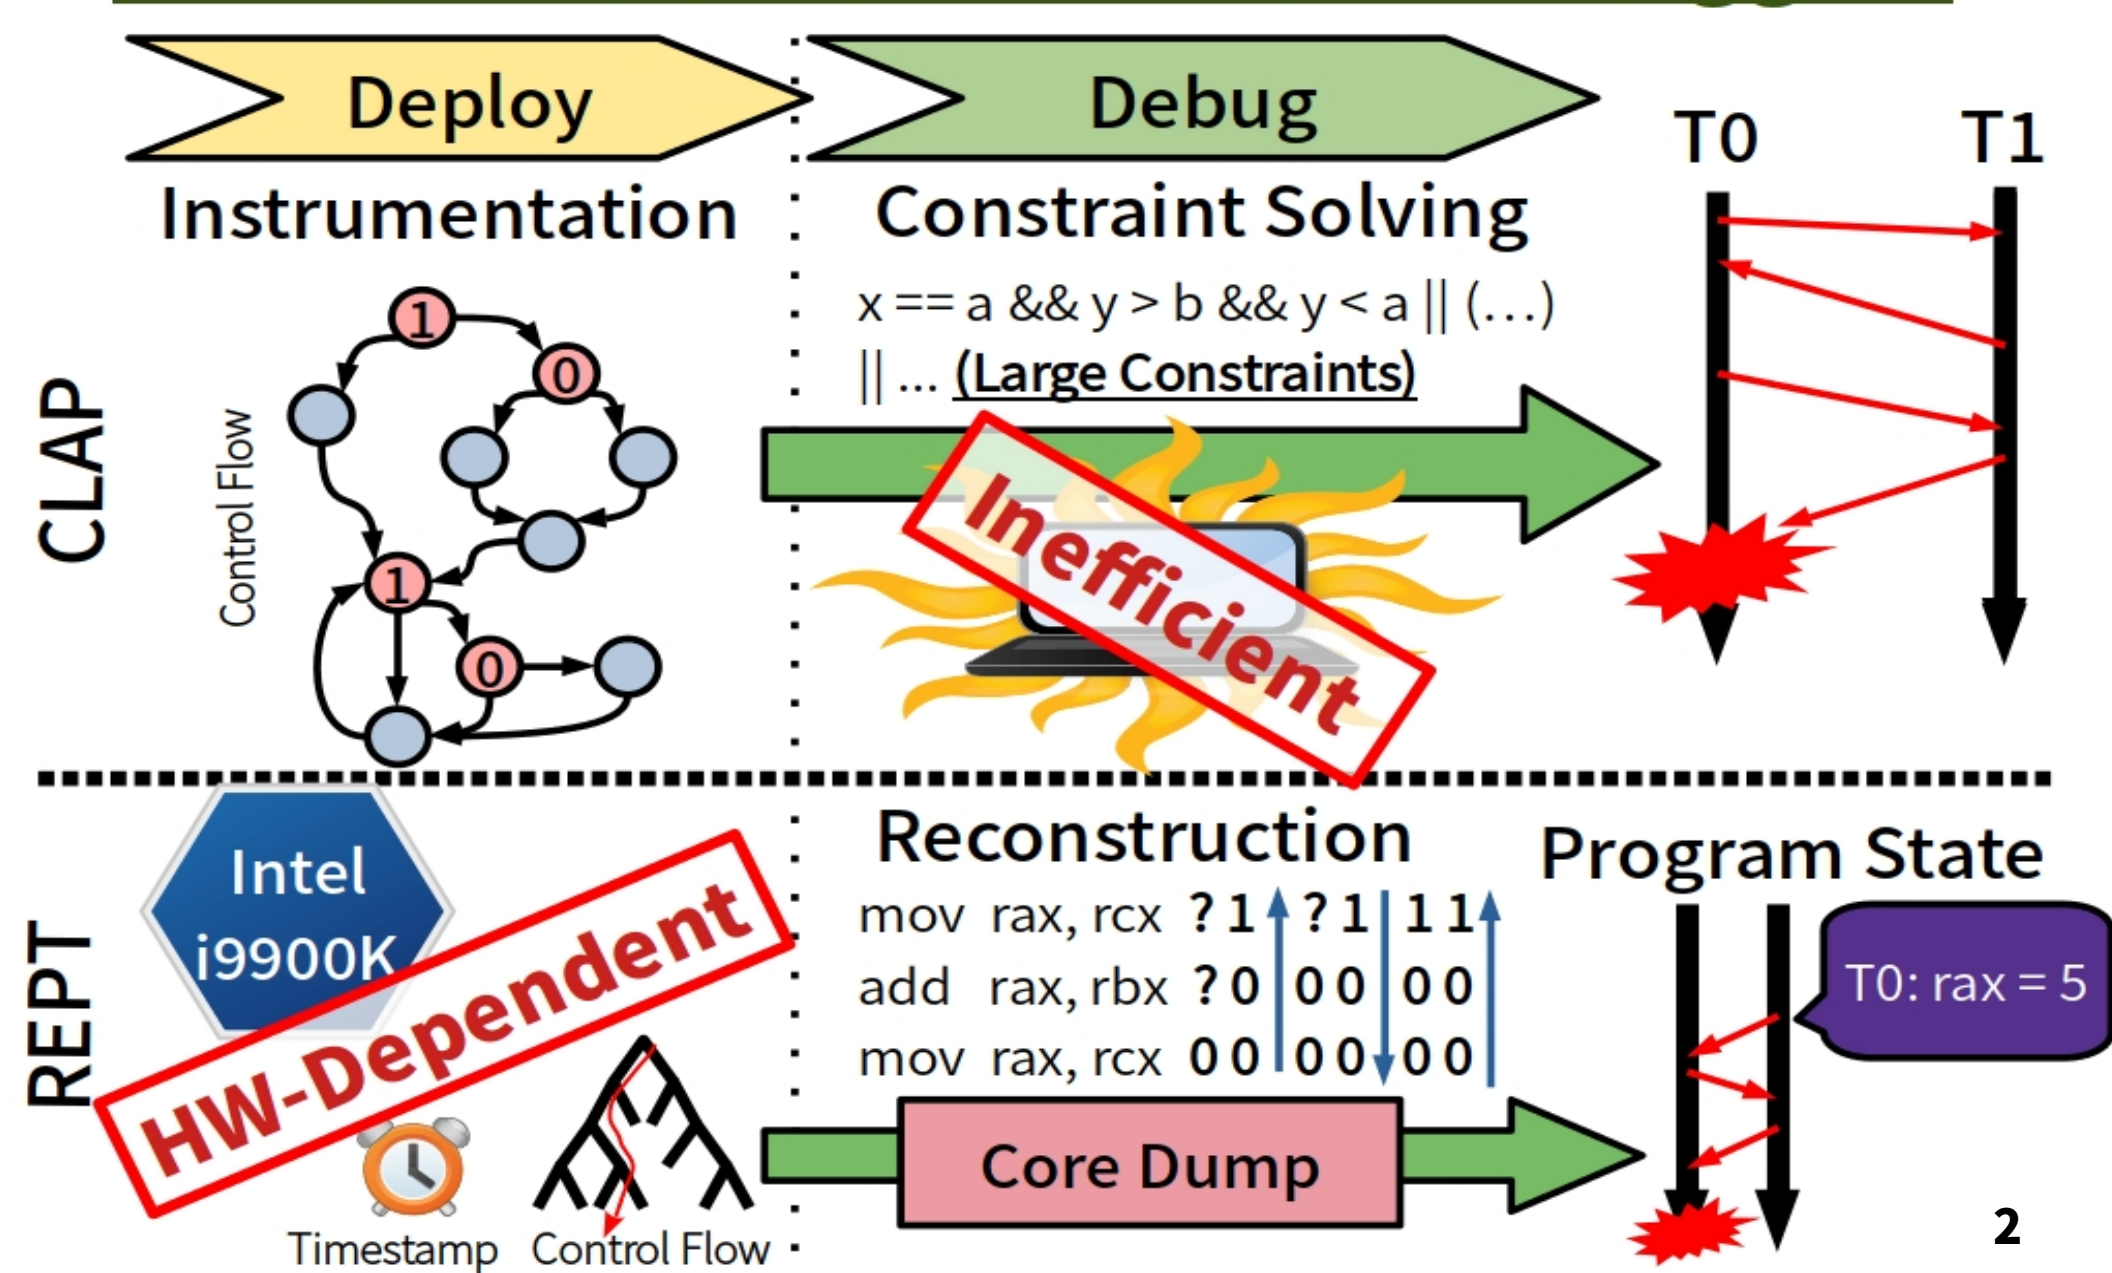 Deploy
Debug
T0
T1
Instrumentation
Constraint Solving
x == a && y > b && y < a || (...)
|| ... (Large Constraints)
CLAP
Control Flow
1
0
1
0
Inefficient
REPT
Intel
i9900K
HW-Dependent
Timestamp
Control Flow
Reconstruction
mov rax, rcx ? 1 ? 1 1 1
add rax, rbx ? 0 0 0 0 0
mov rax, rcx 0 0 0 0 0 0
Core Dump
Program State
T0: rax = 5
2